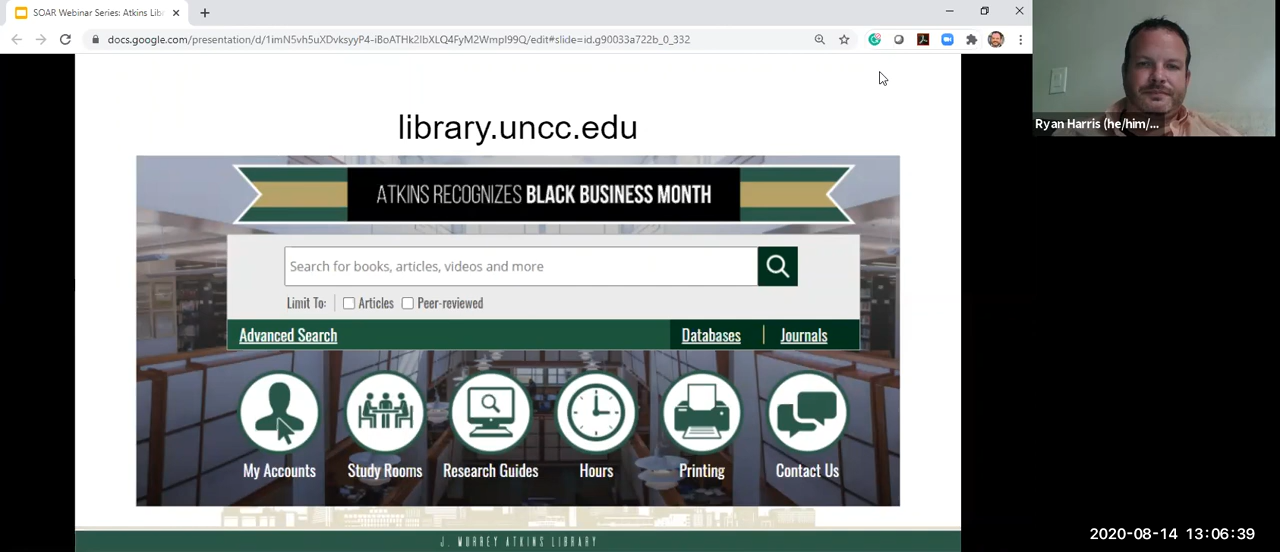 SOAR Webinar Series: Atkins Lib
docs.google.com/presentation/d/1imN5vh5uXDvksyyP4-iBoATHk2IbXLQ4FyM2WmpI99Q/edit#slide=id.g90033a722b_0_332
Ryan Harris (he/him/...
library.uncc.edu
ATKINS RECOGNIZES BLACK BUSINESS MONTH
Search for books, articles, videos and more
Limit To: Articles Peer-reviewed
Advanced Search Databases Journals
My Accounts Study Rooms Research Guides Hours Printing Contact Us
J. MURREY ATKINS LIBRARY
2020-08-14 13:06:39